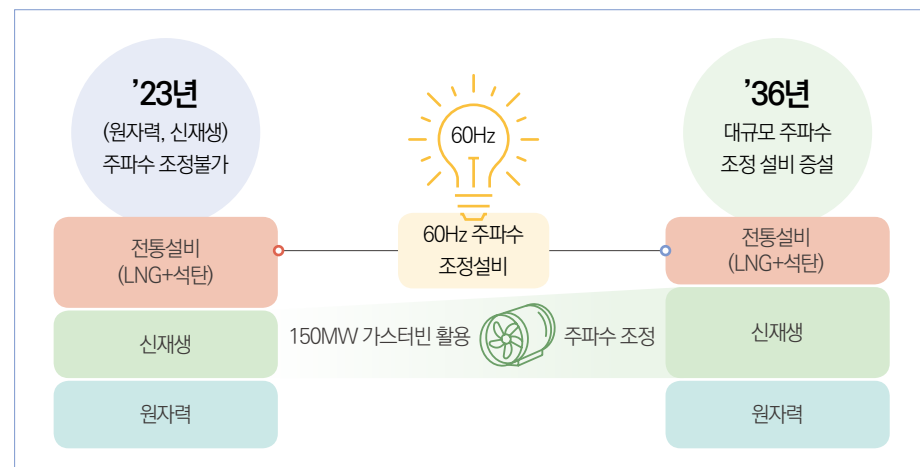 ’23년
(원자력, 신재생)
주파수 조정불가
전통설비
(LNG+석탄)
신재생
원자력
60Hz
60Hz 주파수
조정설비
150MW 가스터빈 활용
주파수 조정
’36년
대규모 주파수
조정 설비 증설
전통설비
(LNG+석탄)
신재생
원자력